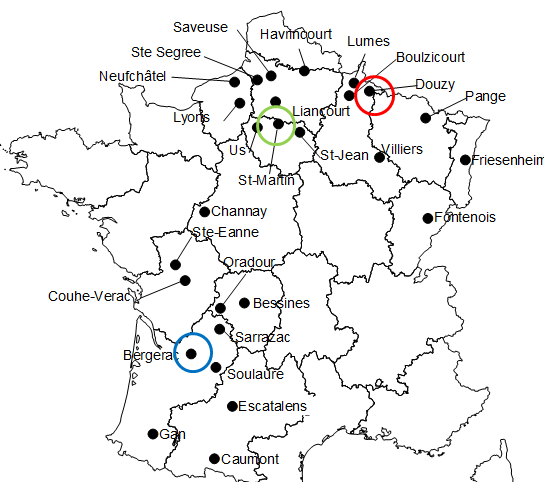 Saveuse
Havrincourt
Lumes
Ste Segree
Boulzicourt
Neufchâtel
Douzy
Pange
Lyons
Liancourt
Us
St-Jean
Villiers
Friesenheim
St-Martin
Channay
Fontenois
Ste-Eanne
Oradour
Couhe-Verac
Bessines
Sarrazac
Bergerac
Soulaure
Escatalens
Gan
Caumont